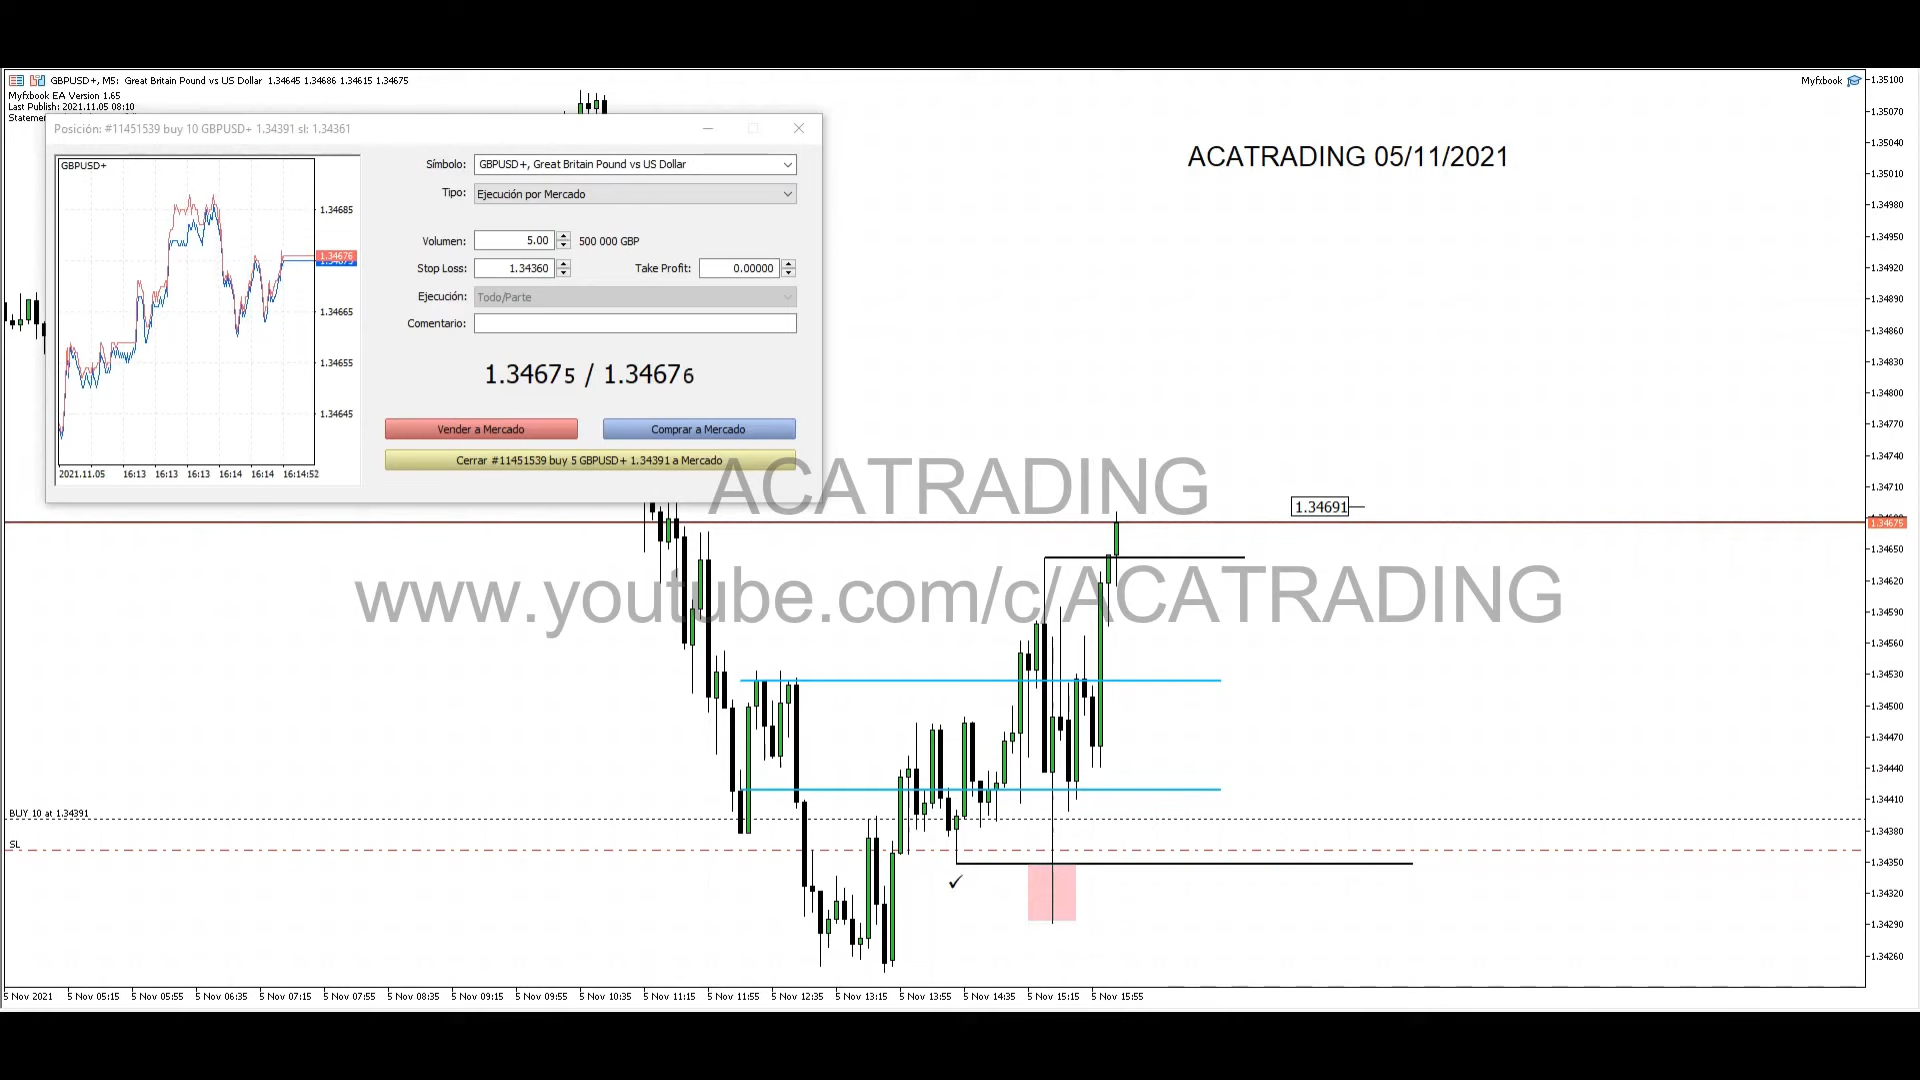 GBPUSD+, M5: Great Britain Pound vs US Dollar 1.34645 1.34686 1.34615 1.34675
Myfxbook
Myfxbook EA Version 1.65
Last Publish: 2021.11.05 08:10
Posición: #11451539 buy 10 GBPUSD+ 1.34391 sl: 1.34361
GBPUSD+
1.34685
1.34676
1.34665
1.34655
1.34645
2021.11.05 16:13 16:13 16:13 16:14 16:14 16:14:52
Símbolo: GBPUSD+, Great Britain Pound vs US Dollar
Tipo: Ejecución por Mercado
Volumen: 5.00 500 000 GBP
Stop Loss: 1.34360 Take Profit: 0.00000
Ejecución: Todo/Parte
Comentario:
1.34675 / 1.34676
Vender a Mercado Comprar a Mercado
Cerrar #11451539 buy 5 GBPUSD+ 1.34391 a Mercado
ACATRADING 05/11/2021
ACATRADING
www.youtube.com/c/ACATRADING
1.34691
BUY 10 at 1.34391
SL
1.35100
1.35070
1.35040
1.35010
1.34980
1.34950
1.34920
1.34890
1.34860
1.34830
1.34800
1.34770
1.34740
1.34710
1.34675
1.34650
1.34620
1.34590
1.34560
1.34530
1.34500
1.34470
1.34440
1.34410
1.34380
1.34350
1.34320
1.34290
1.34260
5 Nov 2021 5 Nov 05:15 5 Nov 05:55 5 Nov 06:35 5 Nov 07:15 5 Nov 07:55 5 Nov 08:35 5 Nov 09:15 5 Nov 09:55 5 Nov 10:35 5 Nov 11:15 5 Nov 11:55 5 Nov 12:35 5 Nov 13:15 5 Nov 13:55 5 Nov 14:35 5 Nov 15:15 5 Nov 15:55